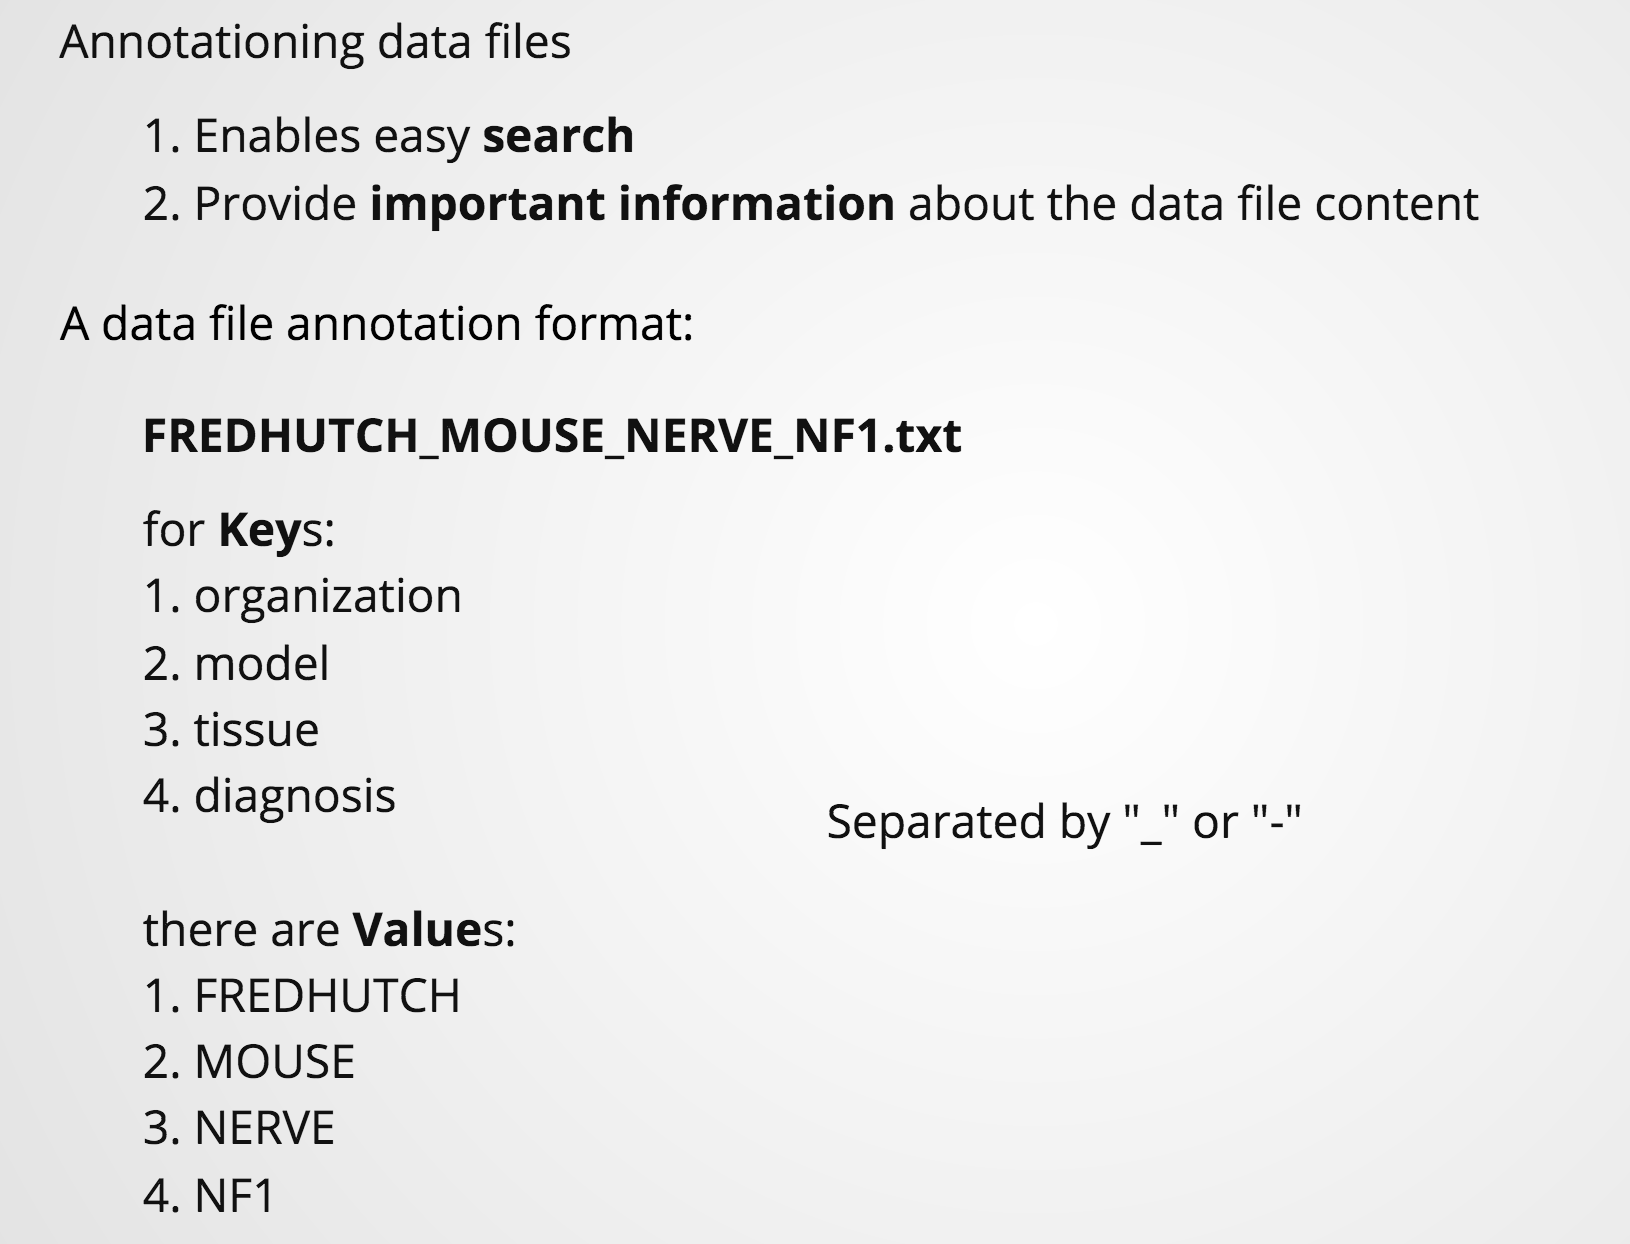 Annotationing data files
1. Enables easy search
2. Provide important information about the data file content
A data file annotation format:
FREDHUTCH_MOUSE_NERVE_NF1.txt
for Keys:
1. organization
2. model
3. tissue
4. diagnosis
Separated by "_" or "-"
there are Values:
1. FREDHUTCH
2. MOUSE
3. NERVE
4. NF1